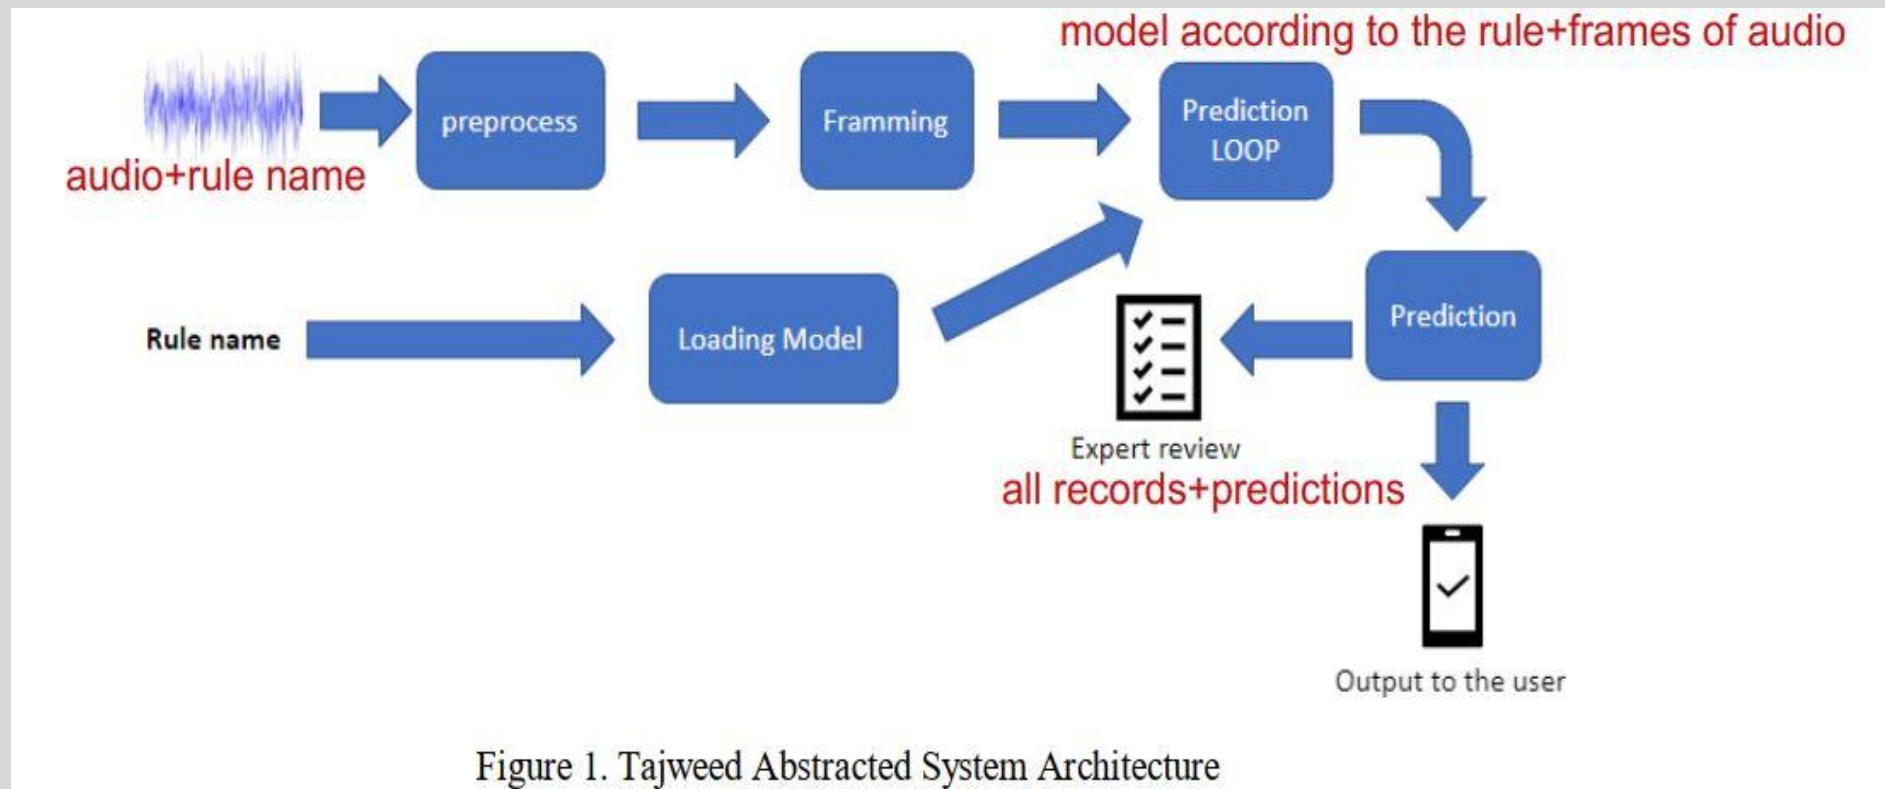 model according to the rule+frames of audio
preprocess
Framming
Prediction
LOOP
audio+rule name
Rule name
Loading Model
Prediction
Expert review
all records+predictions
Output to the user
Figure 1. Tajweed Abstracted System Architecture